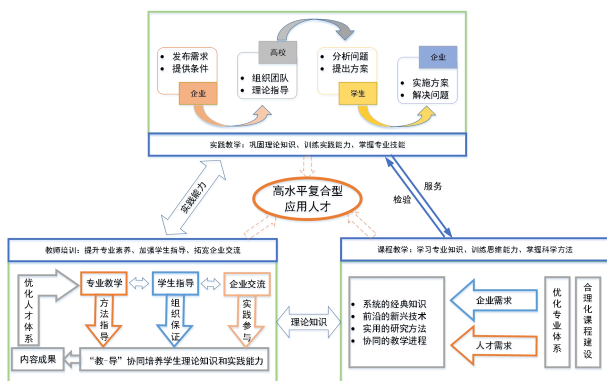 • 发布需求
• 提供条件
企业
高校
• 组织团队
• 理论指导
• 分析问题
• 提出方案
学生
企业
• 实施方案
• 解决问题
实践教学：巩固理论知识、训练实践能力、掌握专业技能
实践能力
高水平复合型
应用人才
服务
检验
教师培训：提升专业素养、加强学生指导、拓宽企业交流
优化人才体系
专业教学
学生指导
企业交流
方法指导
组织保证
实践参与
内容成果
“教-导”协同培养学生理论知识和实践能力
理论知识
课程教学：学习专业知识、训练思维能力、掌握科学方法
• 系统的经典知识
• 前沿的新兴技术
• 实用的研究方法
• 协同的教学进程
企业需求
人才需求
优化专业体系
合理化课程建设